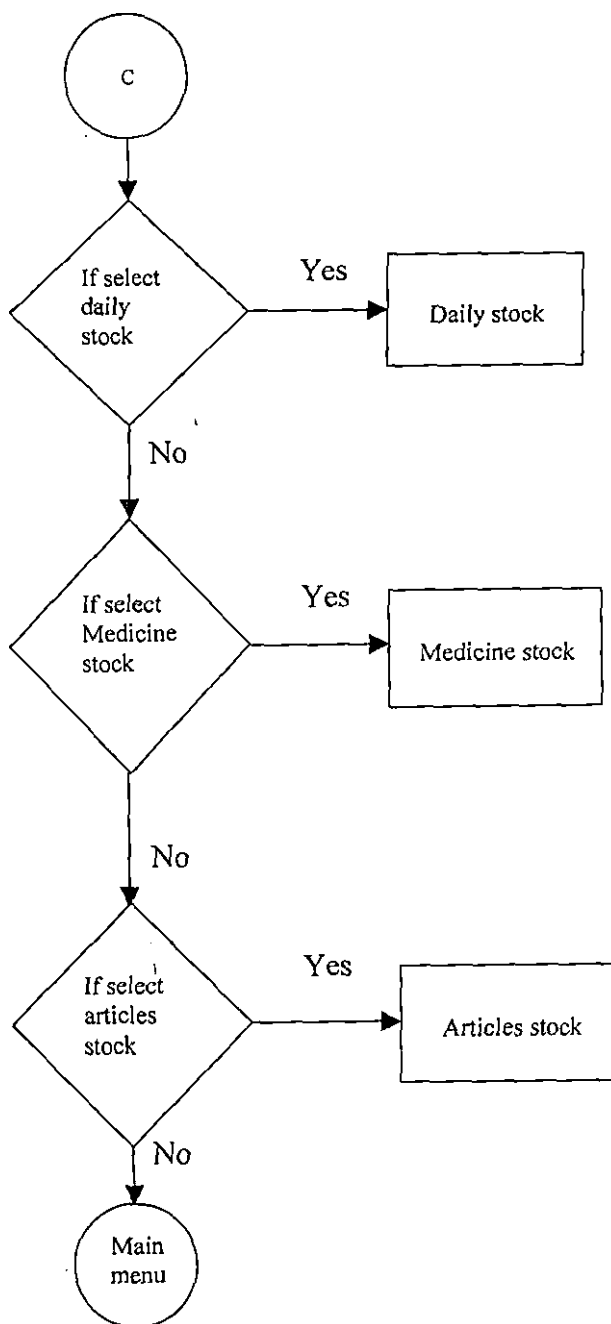 C
If select
daily
stock
Yes
Daily stock
No
If select
Medicine
stock
Yes
Medicine stock
No
If select
articles
stock
Yes
Articles stock
No
Main
menu